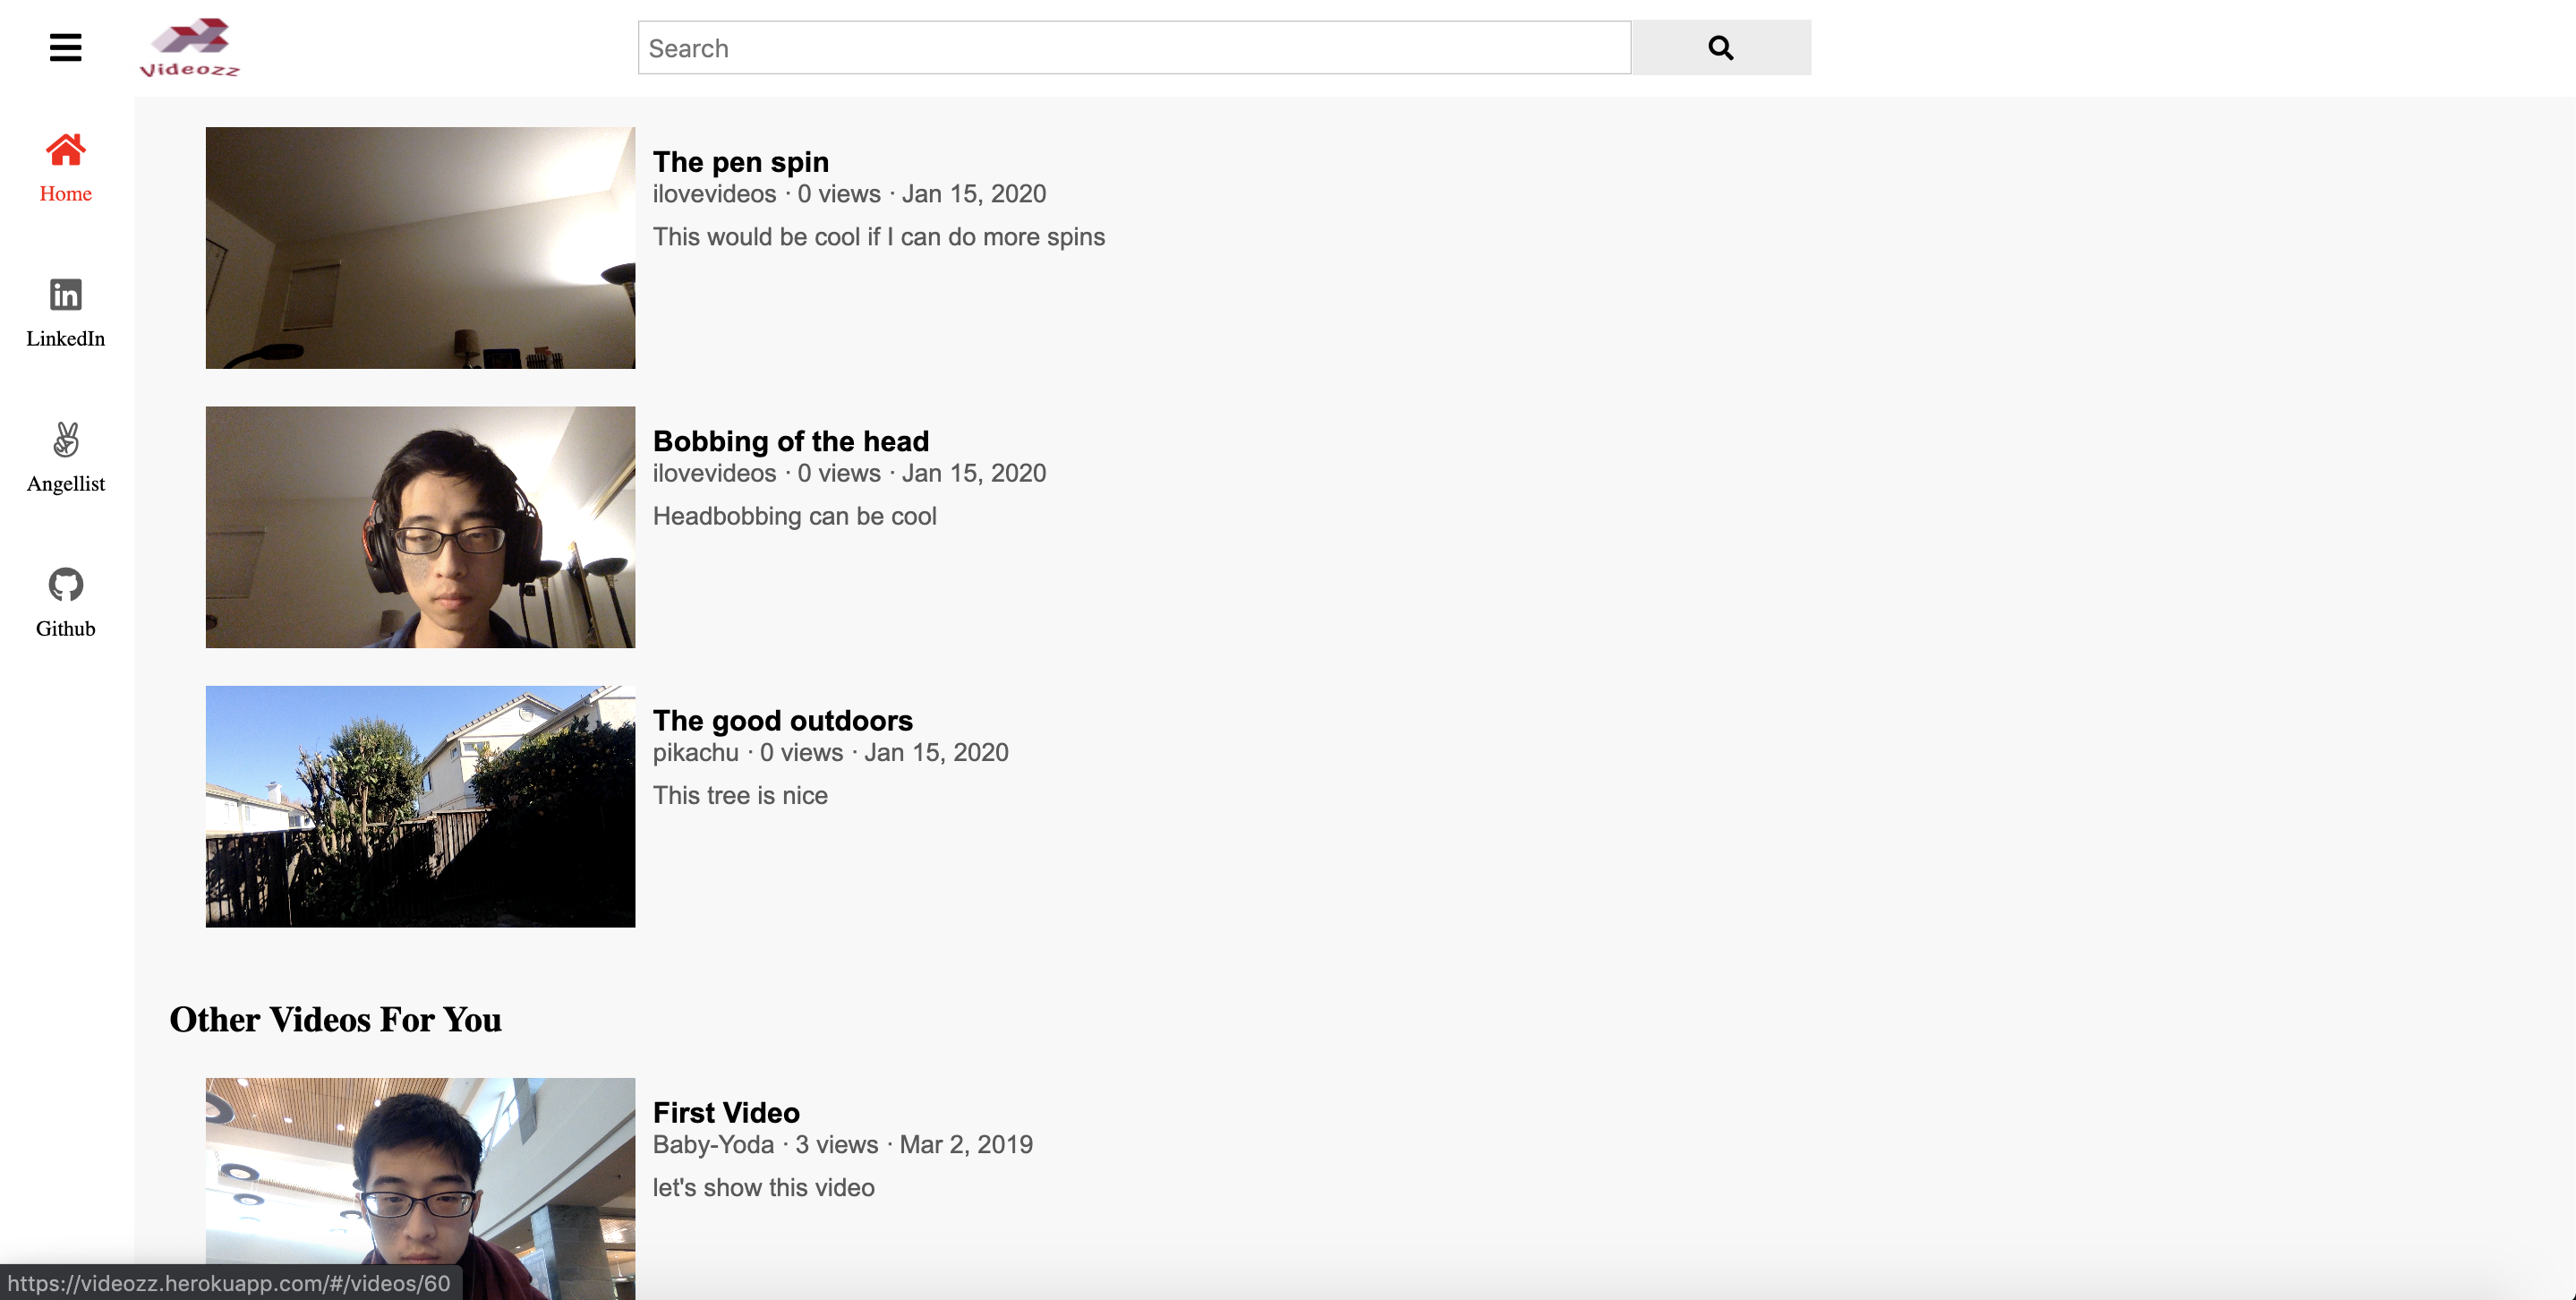 Videozz
Search
Home
LinkedIn
Angellist
Github
The pen spin
ilovevideos · 0 views · Jan 15, 2020
This would be cool if I can do more spins
Bobbing of the head
ilovevideos · 0 views · Jan 15, 2020
Headbobbing can be cool
The good outdoors
pikachu · 0 views · Jan 15, 2020
This tree is nice
Other Videos For You
First Video
Baby-Yoda · 3 views · Mar 2, 2019
let's show this video
https://videozz.herokuapp.com/#/videos/60